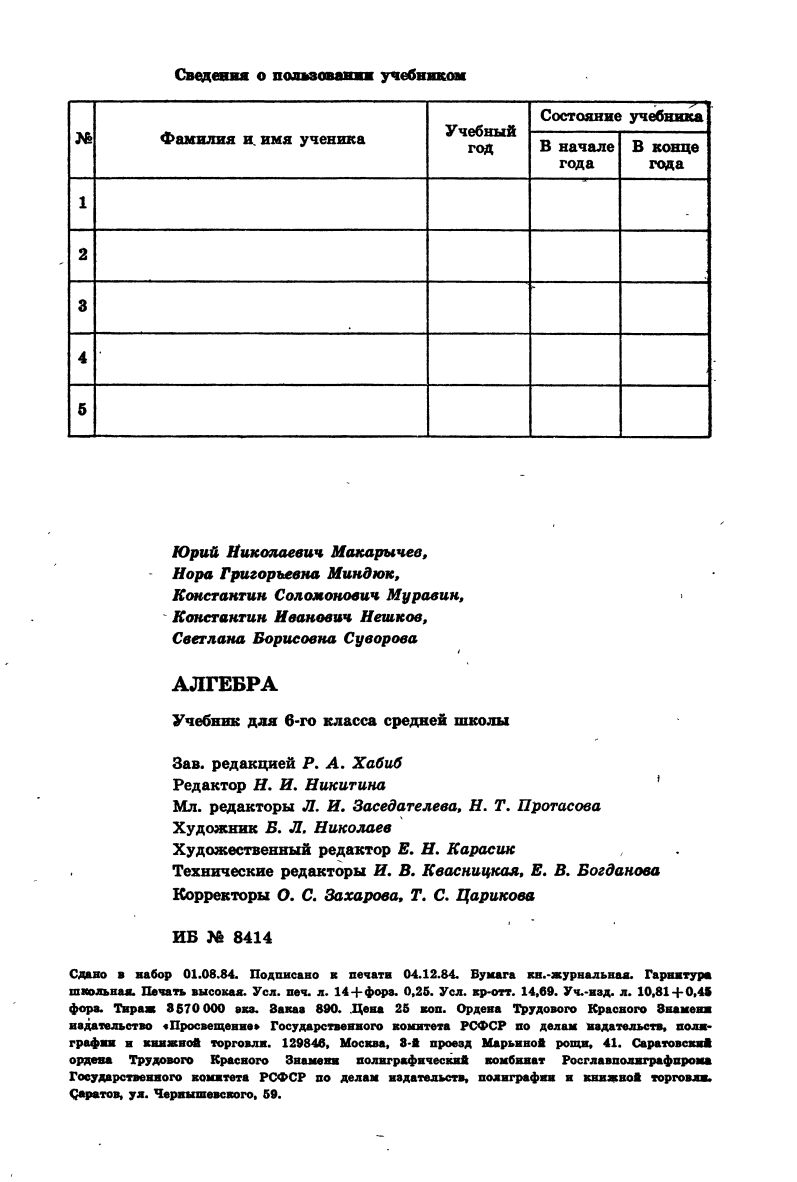 Сведения о пользовании учебником
№
Фамилия и имя ученика
Учебный
год
Состояние учебника
В начале
года
В конце
года
1
2
3
4
5
Юрий Николаевич Макарычев,
Нора Григорьевна Миндюк,
Константин Соломонович Муравин,
Константин Иванович Нешков,
Светлана Борисовна Суворова
АЛГЕБРА
Учебник для 6-го класса средней школы
Зав. редакцией Р. А. Хабиб
Редактор Н. И. Никитина
Мл. редакторы Л. И. Заседателева, Н. Т. Протасова
Художник Б. Л. Николаев
Художественный редактор Е. Н. Карасик
Технические редакторы И. В. Квасницкая, Е. В. Богданова
Корректоры О. С. Захарова, Т. С. Царикова
ИБ № 8414
Сдано в набор 01.08.84. Подписано к печати 04.12.84. Бумага кн.-журнальная. Гарнитура
школьная. Печать высокая. Усл. печ. л. 14+форз. 0,25. Усл. кр-отт. 14,69. Уч.-изд. л. 10,81+0,45
форз. Тираж 3 570 000 экз. Заказ 890. Цена 25 коп. Ордена Трудового Красного Знамени
издательство «Просвещение» Государственного комитета РСФСР по делам издательств, поли-
графии и книжной торговли. 129846, Москва, 3-й проезд Марьиной рощи, 41. Саратовский
ордена Трудового Красного Знамени полиграфический комбинат Росглавполиграфпрома
Государственного комитета РСФСР по делам издательств, полиграфии и книжной торговли.
Саратов, ул. Чернышевского, 59.